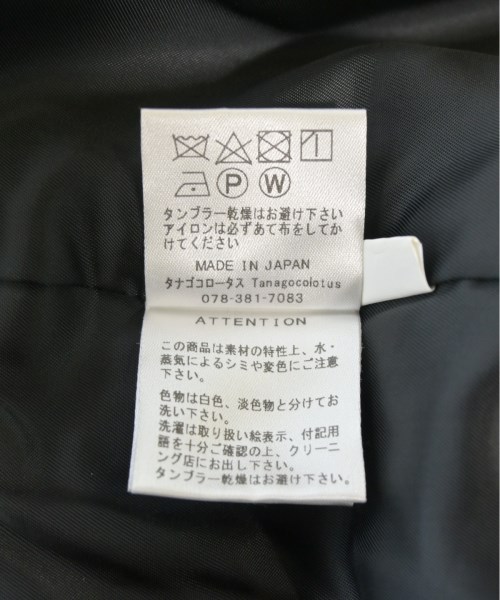 P W
タンブラー乾燥はお避け下さい
アイロンは必ずあて布をしてか
けてください
MADE IN JAPAN
タナゴコロータス Tanagocolotus
078-381-7083
ATTENTION
この商品は素材の特性上、水・
蒸気によるシミや変色にご注意
下さい。
色物は白色、淡色物と分けてお
洗い下さい。
洗濯は取り扱い絵表示、付記用
語を十分ご確認の上、クリーニ
ング店にお出し下さい。
タンブラー乾燥はお避け下さい。